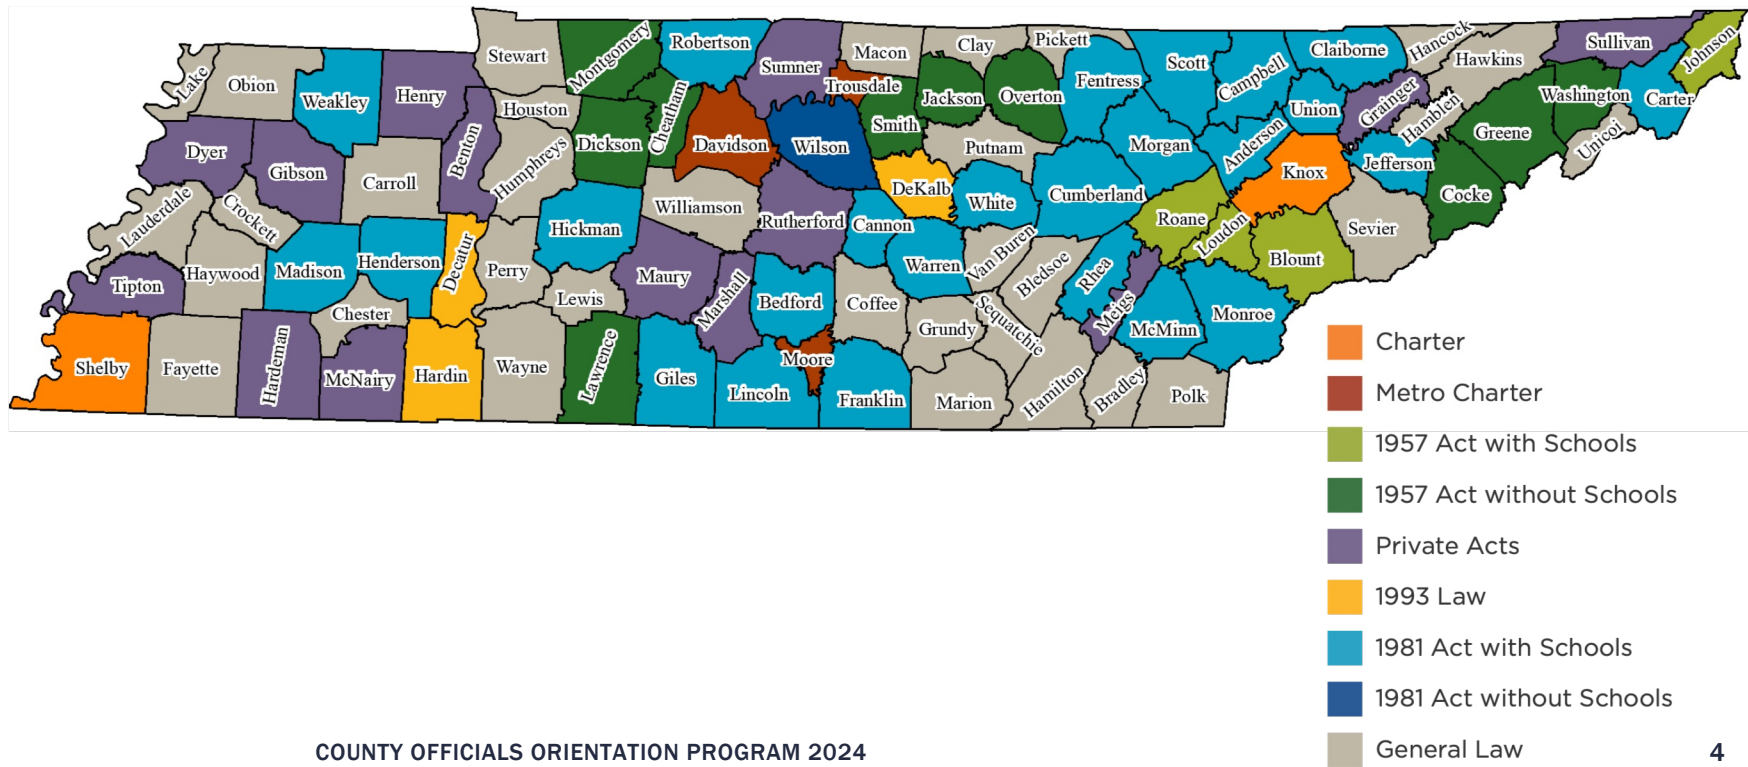 Stewart
Montgomery
Robertson
Sumner
Macon
Clay
Pickett
Scott
Campbell
Claiborne
Hancock
Hawkins
Sullivan
Johnson
Lake
Obion
Weakley
Henry
Houston
Cheatham
Trousdale
Jackson
Overton
Fentress
Union
Grainger
Hamblen
Washington
Carter
Dyer
Gibson
Carroll
Benton
Humphreys
Dickson
Davidson
Wilson
Smith
Putnam
Morgan
Anderson
Knox
Jefferson
Greene
Unicoi
Lauderdale
Crockett
Williamson
Rutherford
DeKalb
White
Cumberland
Roane
Loudon
Cocke
Sevier
Tipton
Haywood
Madison
Henderson
Decatur
Perry
Hickman
Lewis
Maury
Marshall
Bedford
Cannon
Warren
Van Buren
Bledsoe
Rhea
Meigs
McMinn
Monroe
Blount
Shelby
Fayette
Hardeman
Chester
McNairy
Hardin
Wayne
Lawrence
Giles
Lincoln
Moore
Coffee
Franklin
Grundy
Sequatchie
Marion
Hamilton
Bradley
Polk
Charter
Metro Charter
1957 Act with Schools
1957 Act without Schools
Private Acts
1993 Law
1981 Act with Schools
1981 Act without Schools
General Law
COUNTY OFFICIALS ORIENTATION PROGRAM 2024
4